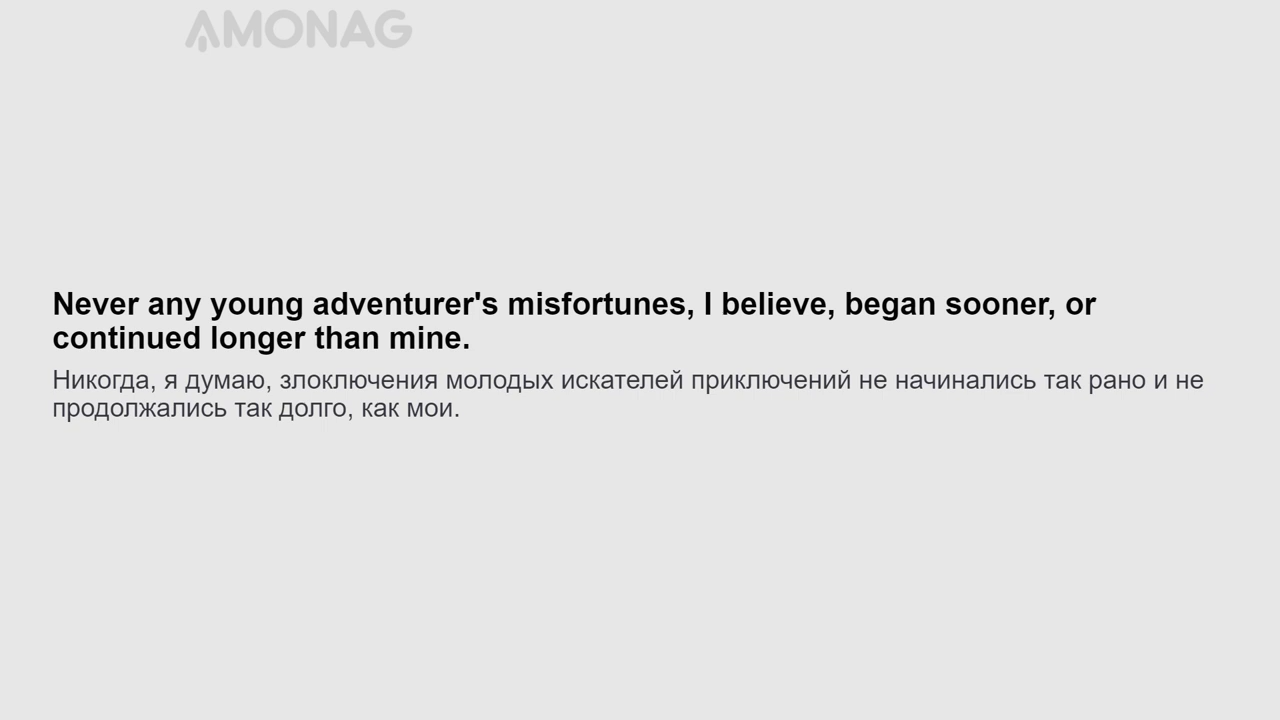 AMONAG
Never any young adventurer's misfortunes, I believe, began sooner, or
continued longer than mine.
Никогда, я думаю, злоключения молодых искателей приключений не начинались так рано и не
продолжались так долго, как мои.